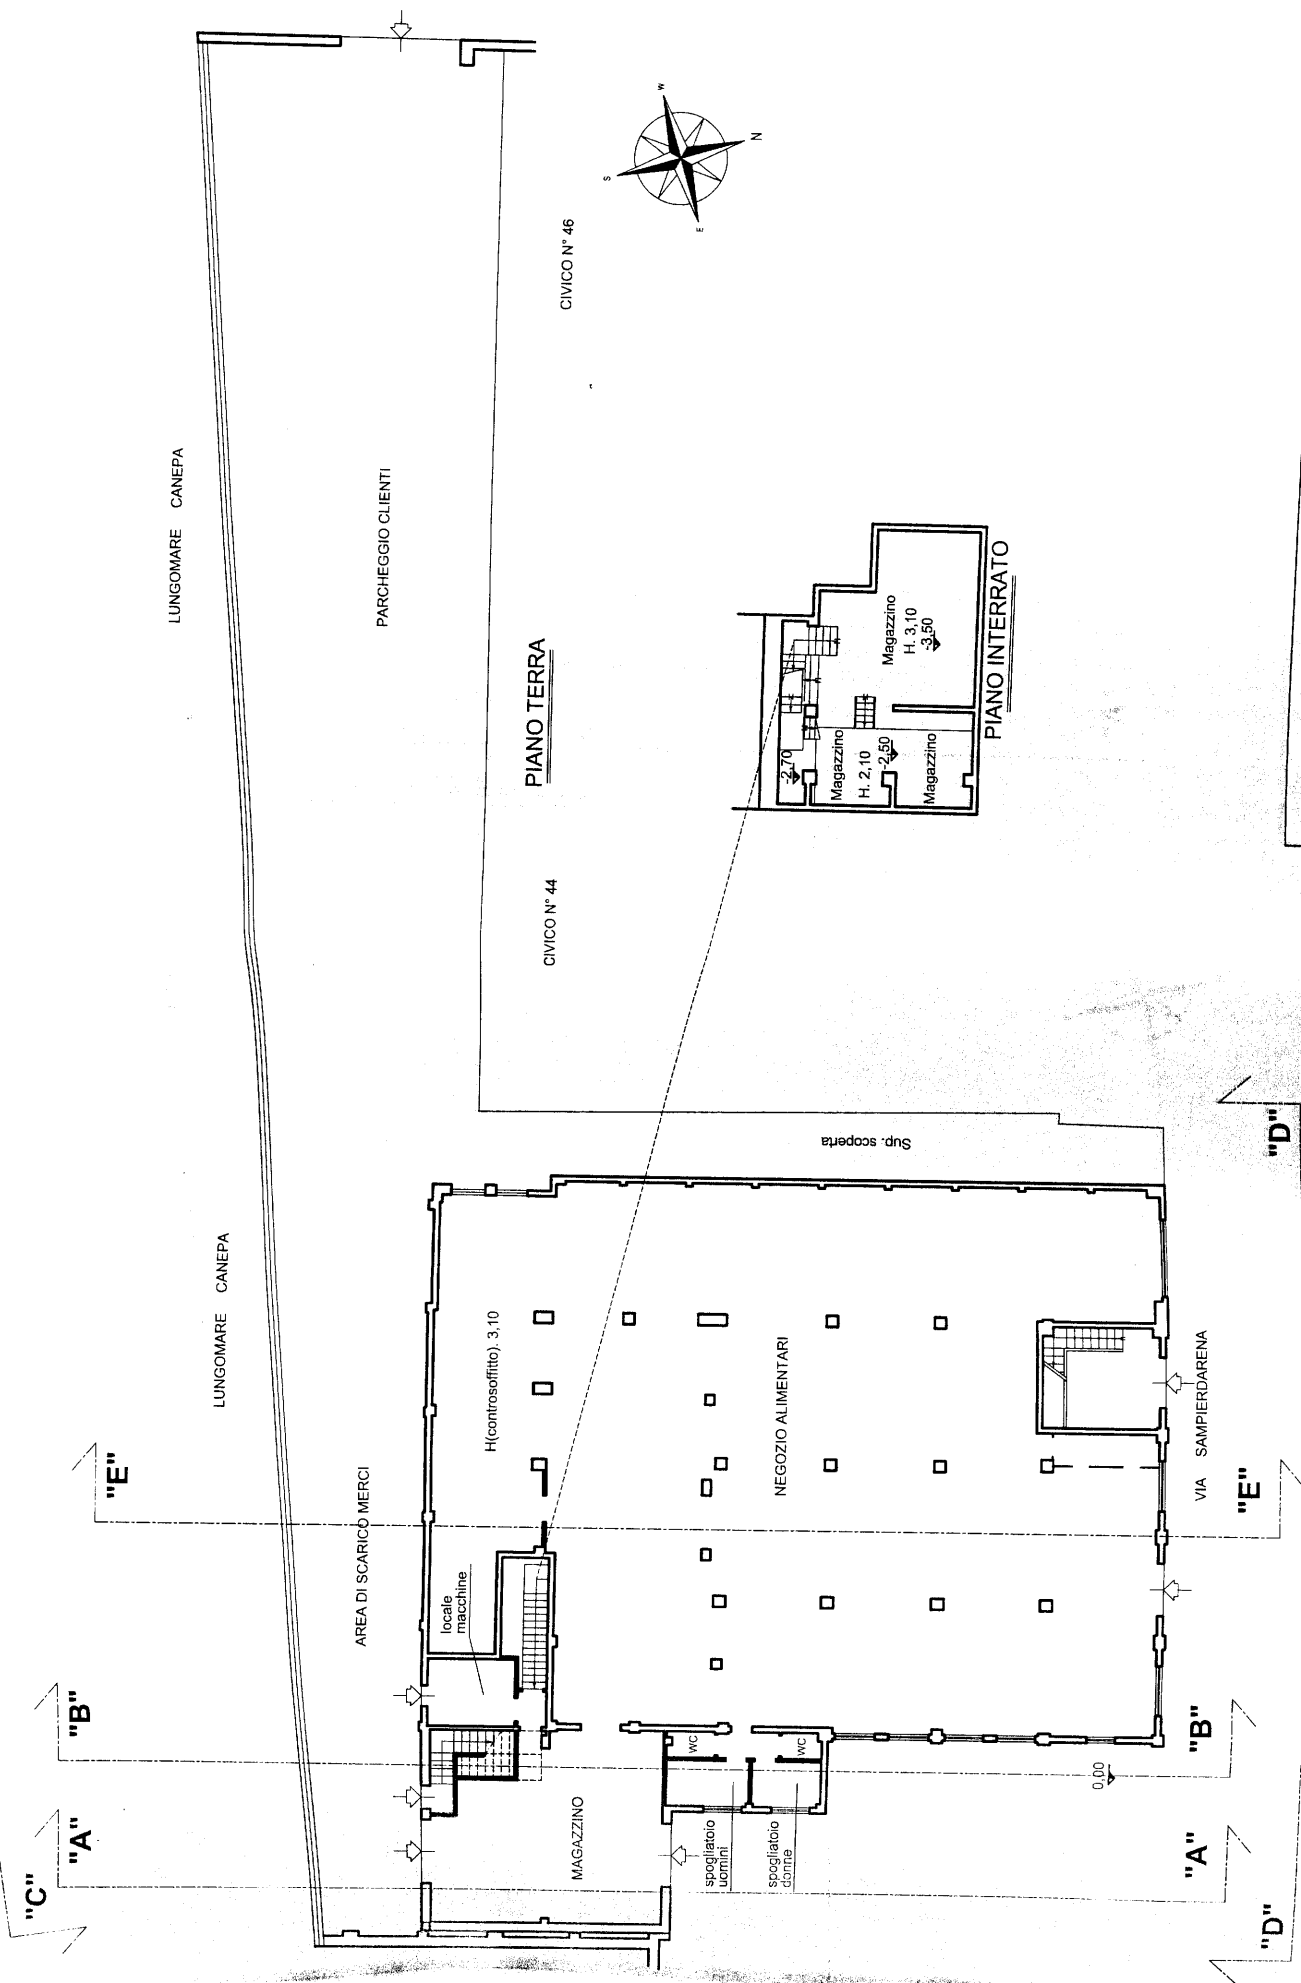 W
N
S
E
CIVICO N° 46
LUNGOMARE CANEPA
PARCHEGGIO CLIENTI
PIANO TERRA
Magazzino
H. 3,10
-3,50
PIANO INTERRATO
-2,70
Magazzino
H. 2,10
-2,50
Magazzino
CIVICO N° 44
Sup. scoperta
"D"
LUNGOMARE CANEPA
H(controsoffitto). 3,10
NEGOZIO ALIMENTARI
VIA SAMPIERDARENA
"E"
"E"
AREA DI SCARICO MERCI
locale
macchine
"B"
"B"
WC
WC
0,00
"A"
"A"
MAGAZZINO
spogliatoio
uomini
spogliatoio
donne
"C"
"D"